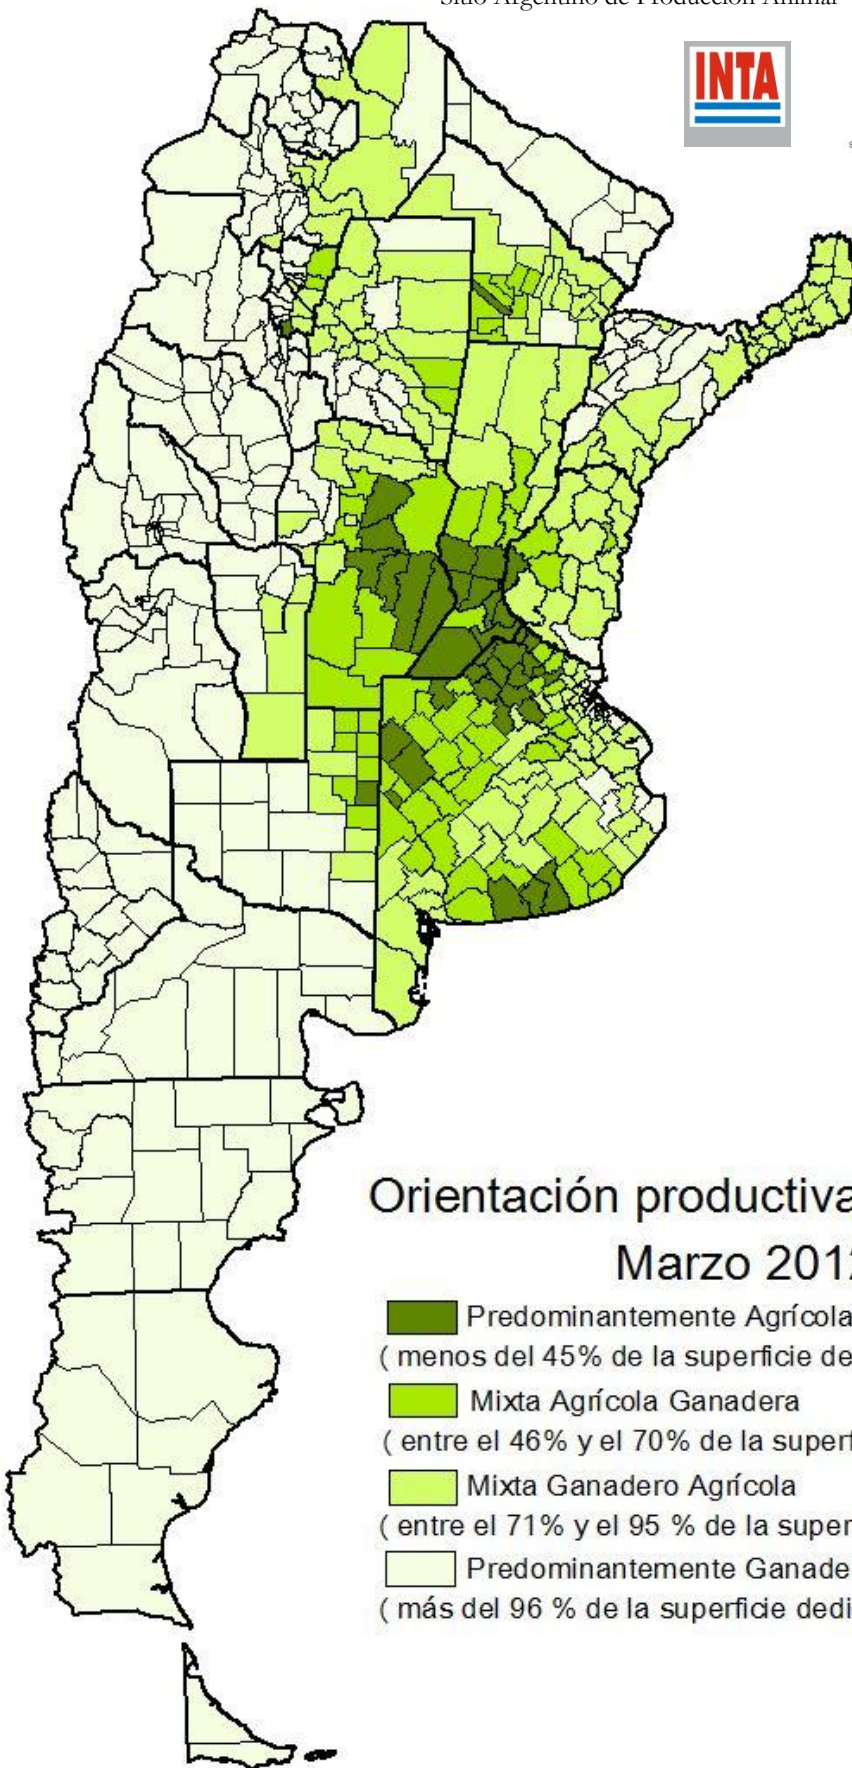 Sitio Argentino de Producción Animal
INTA
Orientación productiva
Marzo 201
Predominantemente Agrícola
( menos del 45% de la superficie de
Mixta Agrícola Ganadera
( entre el 46% y el 70% de la super
Mixta Ganadero Agrícola
( entre el 71% y el 95 % de la super
Predominantemente Ganade
( más del 96 % de la superficie dedi